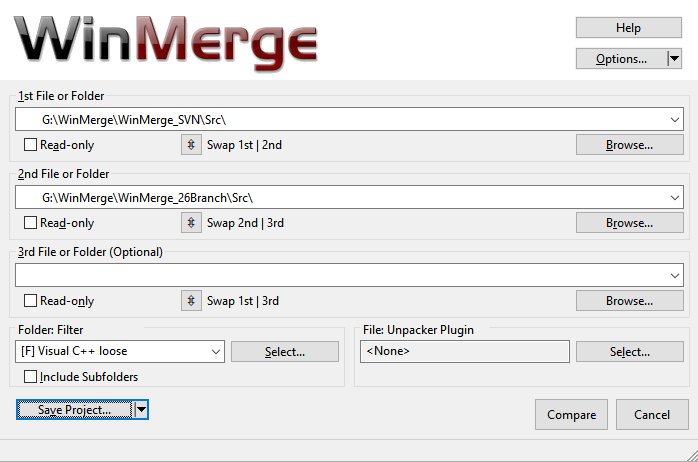 WinMerge
Help
Options...
1st File or Folder
G:\WinMerge\WinMerge_SVN\Src\
Read-only
Swap 1st | 2nd
Browse...
2nd File or Folder
G:\WinMerge\WinMerge_26Branch\Src\
Read-only
Swap 2nd | 3rd
Browse...
3rd File or Folder (Optional)
Read-only
Swap 1st | 3rd
Browse...
Folder: Filter
[F] Visual C++ loose
Select...
Include Subfolders
File: Unpacker Plugin
<None>
Select...
Save Project...
Compare
Cancel